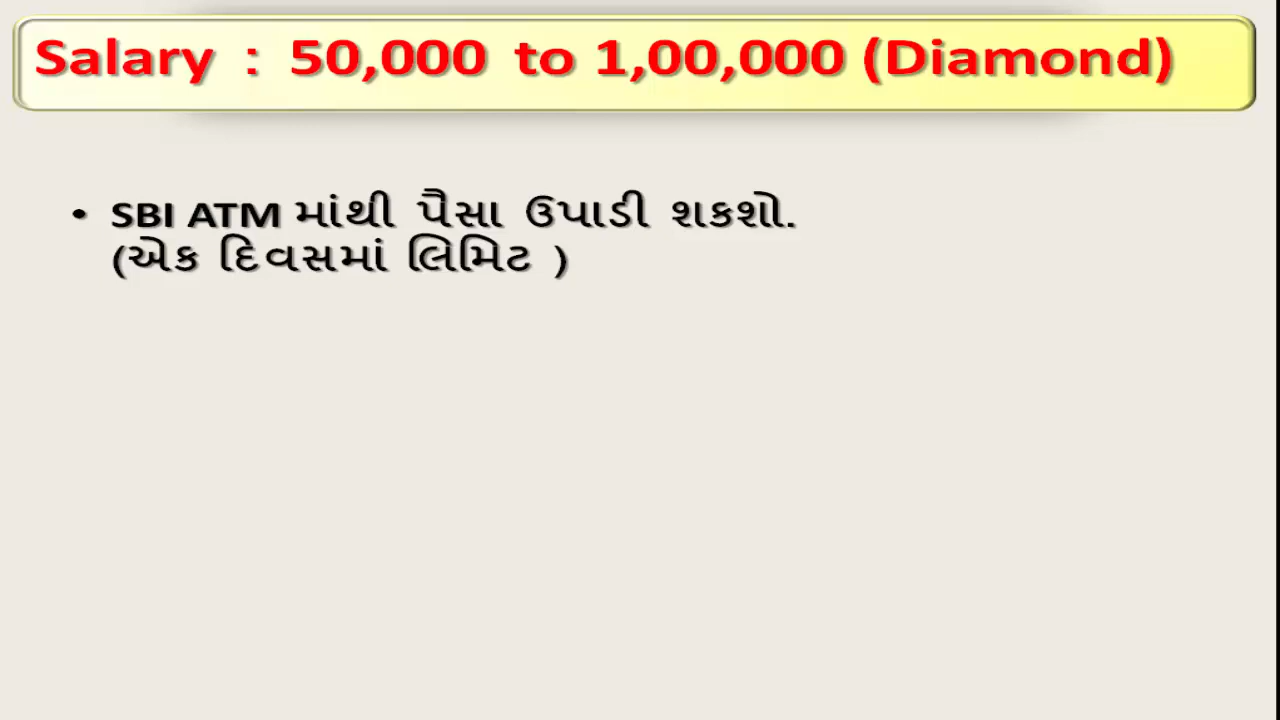 Salary : 50,000 to 1,00,000 (Diamond)
• SBI ATM માંથી પૈસા ઉપાડી શકશો.
(એક દિવસમાં લિમિટ )